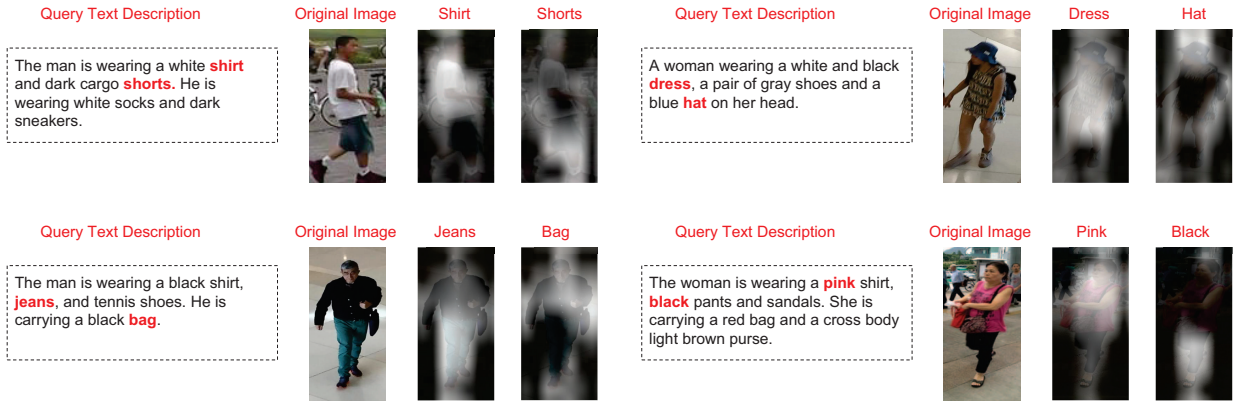 Query Text Description
Original Image
Shirt
Shorts
The man is wearing a white shirt
and dark cargo shorts. He is
wearing white socks and dark
sneakers.
Query Text Description
Original Image
Dress
Hat
A woman wearing a white and black
dress, a pair of gray shoes and a
blue hat on her head.
Query Text Description
Original Image
Jeans
Bag
The man is wearing a black shirt,
jeans, and tennis shoes. He is
carrying a black bag.
Query Text Description
Original Image
Pink
Black
The woman is wearing a pink shirt,
black pants and sandals. She is
carrying a red bag and a cross body
light brown purse.